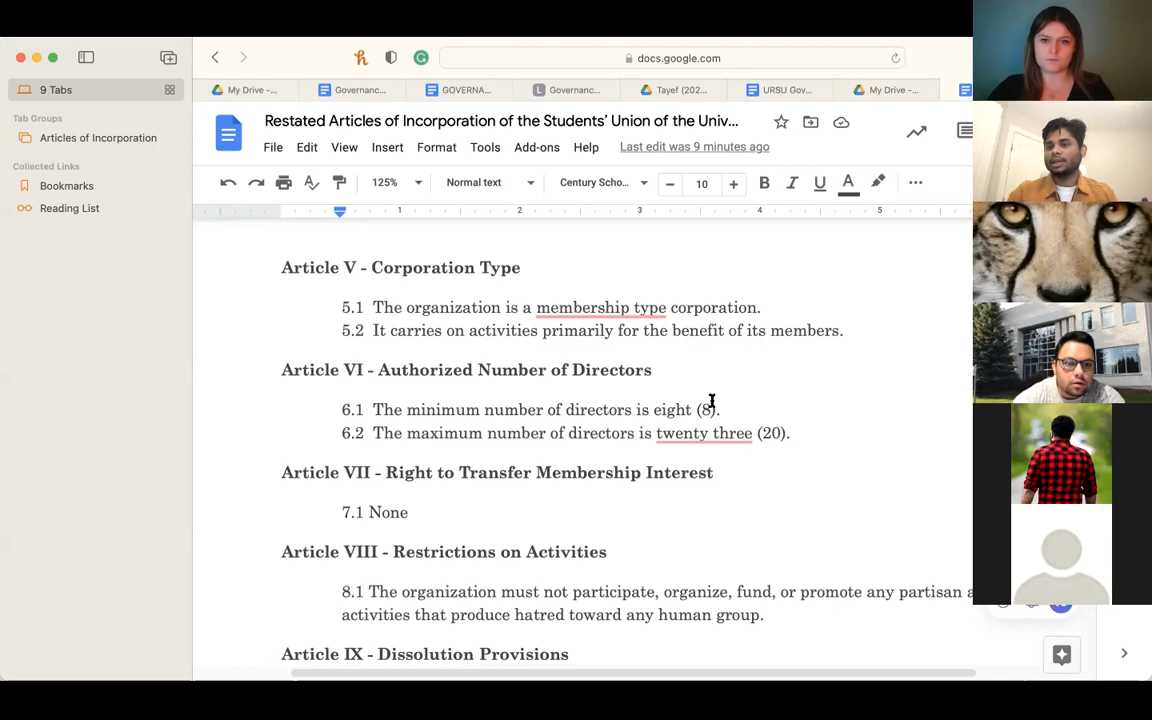 docs.google.com
9 Tabs
Tab Groups
Articles of Incorporation
Collected Links
Bookmarks
Reading List
My Drive -...
Governanc...
GOVERNA...
L Governanc...
Tayef (202...
URSU Gov...
My Drive -...
Restated Articles of Incorporation of the Students' Union of the Univ...
File Edit View Insert Format Tools Add-ons Help Last edit was 9 minutes ago
125% Normal text Century Scho... – 10 + B I U A ...
1 2 3 4 5
Article V - Corporation Type
5.1 The organization is a membership type corporation.
5.2 It carries on activities primarily for the benefit of its members.
Article VI - Authorized Number of Directors
6.1 The minimum number of directors is eight (8).
6.2 The maximum number of directors is twenty three (20).
Article VII - Right to Transfer Membership Interest
7.1 None
Article VIII - Restrictions on Activities
8.1 The organization must not participate, organize, fund, or promote any partisan a
activities that produce hatred toward any human group.
Article IX - Dissolution Provisions